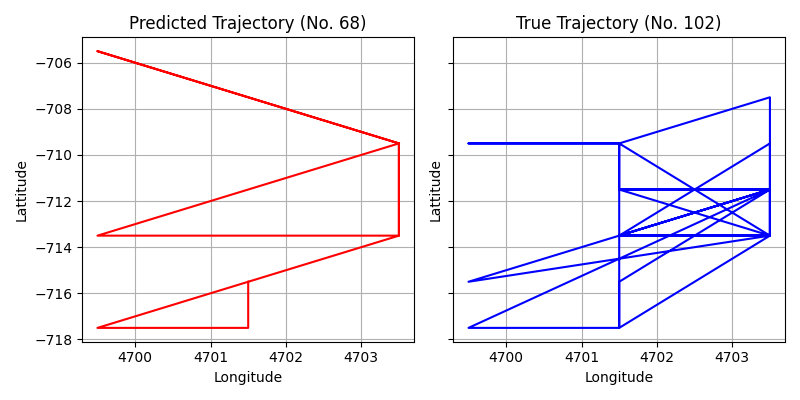 Predicted Trajectory (No. 68)
True Trajectory (No. 102)
−706
−708
−710
−712
−714
−716
−718
Lattitude
Lattitude
4700
4701
4702
4703
4700
4701
4702
4703
Longitude
Longitude